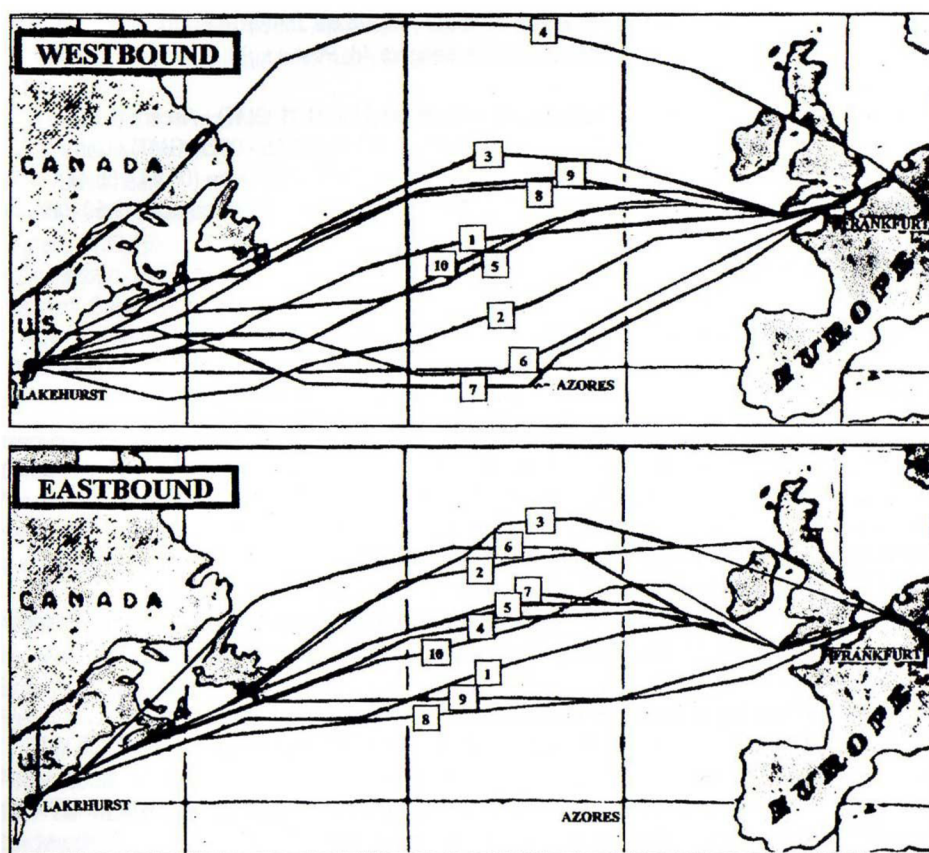 WESTBOUND
4
CANADA
3
9
8
1
FRANKFURT
10
5
2
U.S.
6
EUROPE
7
AZORES
LAKEHURST
EASTBOUND
3
6
2
CANADA
7
5
4
10
FRANKFURT
1
9
8
U.S.
EUROPE
LAKEHURST
AZORES